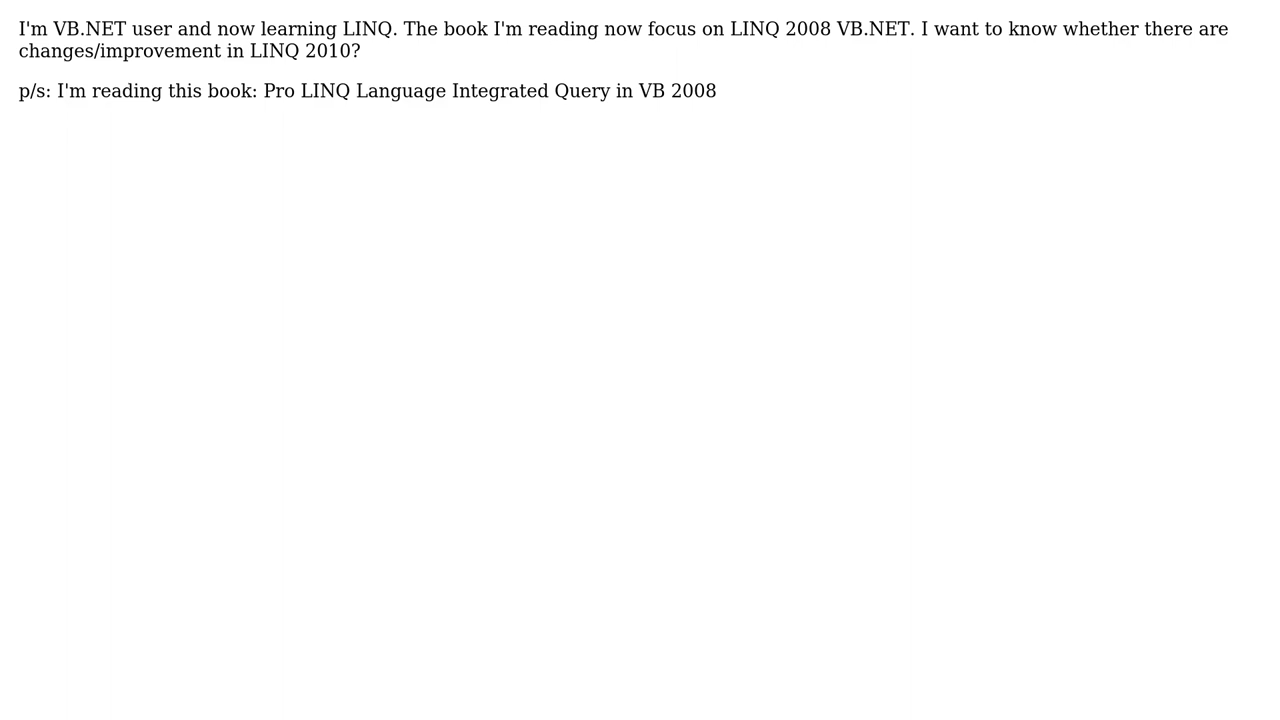 I'm VB.NET user and now learning LINQ. The book I'm reading now focus on LINQ 2008 VB.NET. I want to know whether there are
changes/improvement in LINQ 2010?
p/s: I'm reading this book: Pro LINQ Language Integrated Query in VB 2008